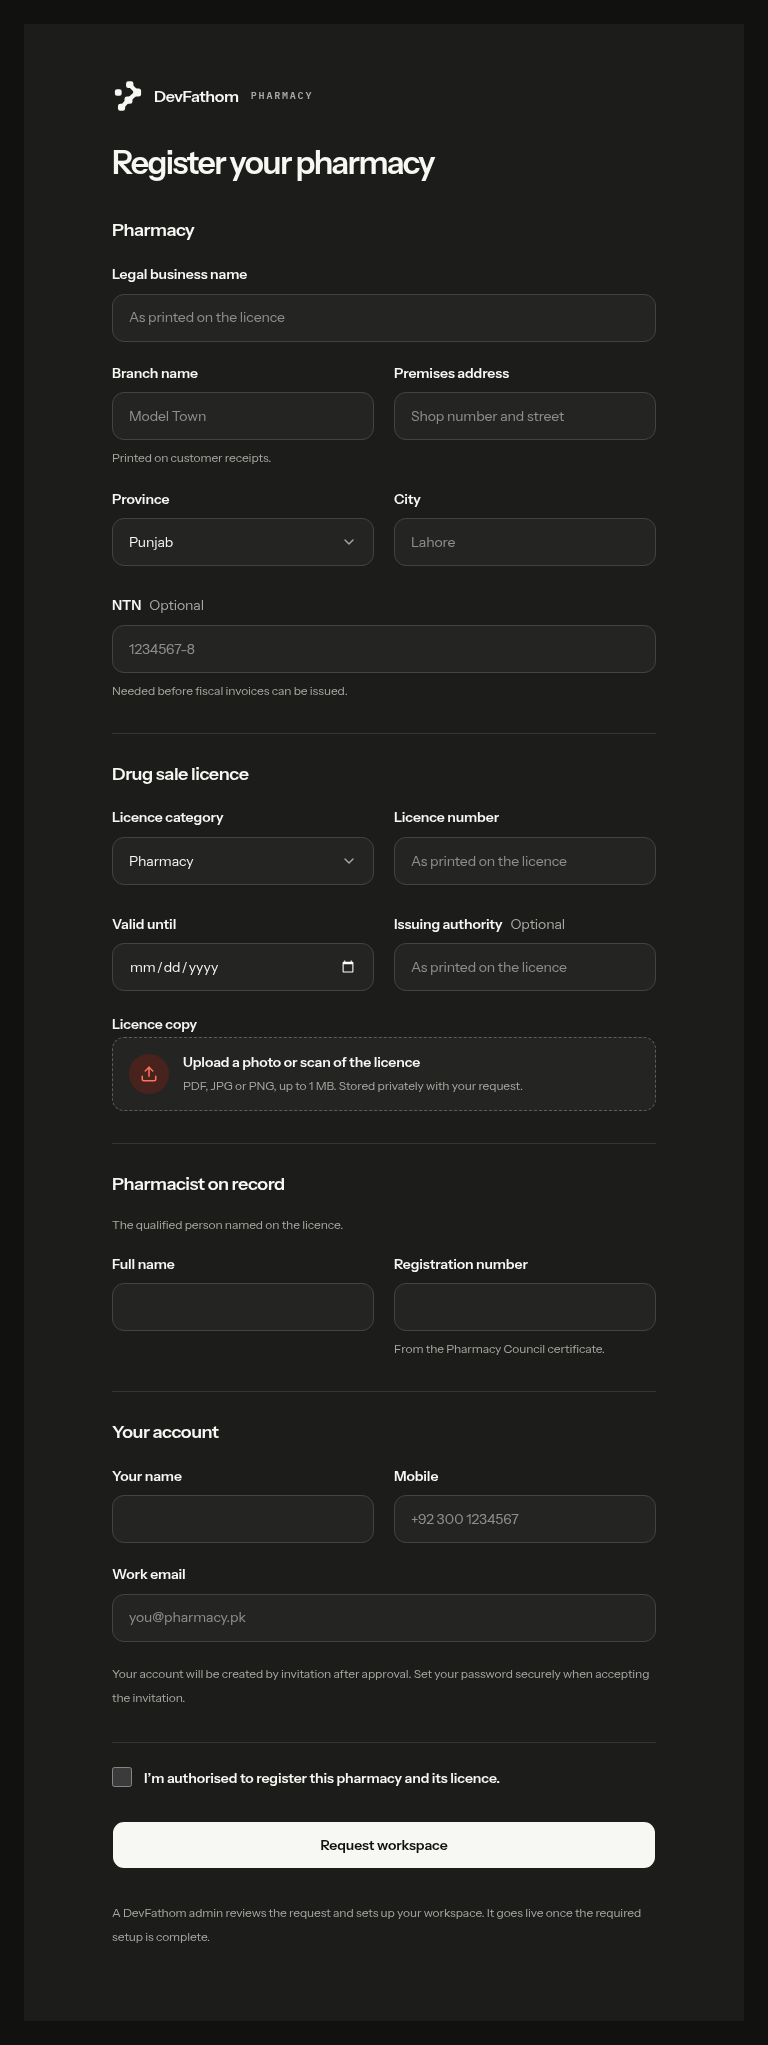 DevFathom PHARMACY
Register your pharmacy
Pharmacy
Legal business name
As printed on the licence
Branch name
Model Town
Printed on customer receipts.
Premises address
Shop number and street
Province
Punjab
City
Lahore
NTN Optional
1234567-8
Needed before fiscal invoices can be issued.
Drug sale licence
Licence category
Pharmacy
Licence number
As printed on the licence
Valid until
mm/dd/yyyy
Issuing authority Optional
As printed on the licence
Licence copy
Upload a photo or scan of the licence
PDF, JPG or PNG, up to 1 MB. Stored privately with your request.
Pharmacist on record
The qualified person named on the licence.
Full name
Registration number
From the Pharmacy Council certificate.
Your account
Your name
Mobile
+92 300 1234567
Work email
you@pharmacy.pk
Your account will be created by invitation after approval. Set your password securely when accepting
the invitation.
I'm authorised to register this pharmacy and its licence.
Request workspace
A DevFathom admin reviews the request and sets up your workspace. It goes live once the required
setup is complete.